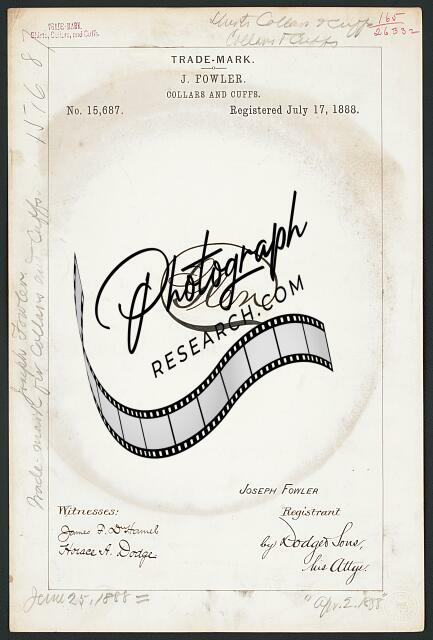 TRADE-MARK.
Shirts, Collars, and Cuffs.
Shirts Collars & Cuffs
Collars & Cuffs
165
26332
TRADE-MARK.
J. FOWLER.
COLLARS AND CUFFS.
No. 15,687.
Registered July 17, 1888.
Photograph
RESEARCH.COM
Joseph Fowler
Trade-mark for Collars and Cuffs.
JOSEPH FOWLER
Witnesses:
Registrant
Horace A. Dodge.
by Dodge & Sons,
his Attys.
June 25, 1888 =
"Apr. 2. 1888"